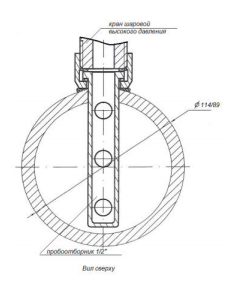 кран шаровой
высокого давления
Ф 114/89
пробоотборник 1/2"
Вид сверху